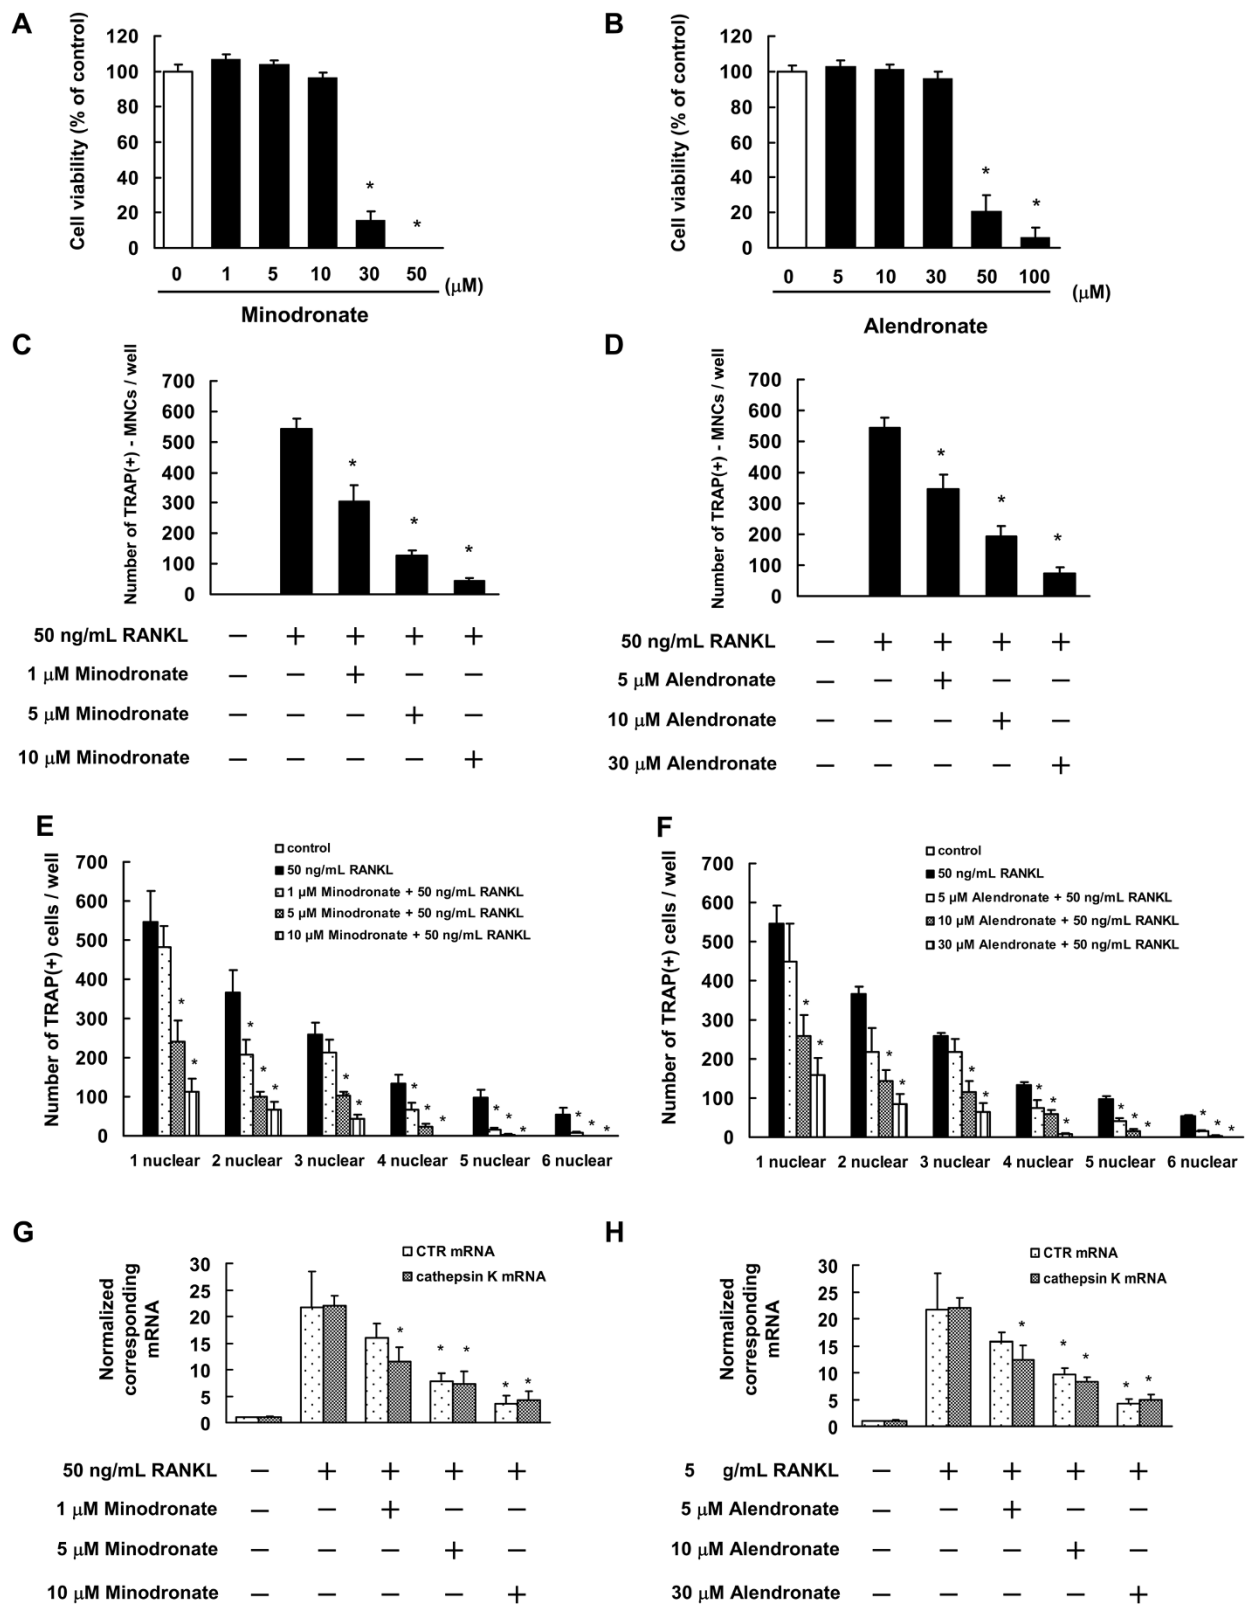 A
Cell viability (% of control)
120
100
80
60
40
20
0
*
*
0 1 5 10 30 50
(μM)
Minodronate
B
Cell viability (% of control)
120
100
80
60
40
20
0
*
*
0 5 10 30 50 100
(μM)
Alendronate
C
Number of TRAP(+) - MNCs / well
700
600
500
400
300
200
100
0
*
*
*
50 ng/mL RANKL — + + + +
1 μM Minodronate — — + — —
5 μM Minodronate — — — + —
10 μM Minodronate — — — — +
D
Number of TRAP(+) - MNCs / well
700
600
500
400
300
200
100
0
*
*
*
50 ng/mL RANKL — + + + +
5 μM Alendronate — — + — —
10 μM Alendronate — — — + —
30 μM Alendronate — — — — +
E
Number of TRAP(+) cells / well
700
600
500
400
300
200
100
0
control
50 ng/mL RANKL
1 μM Minodronate + 50 ng/mL RANKL
5 μM Minodronate + 50 ng/mL RANKL
10 μM Minodronate + 50 ng/mL RANKL
* *
* * *
* *
* * *
* * *
* * *
1 nuclear 2 nuclear 3 nuclear 4 nuclear 5 nuclear 6 nuclear
F
Number of TRAP(+) cells / well
700
600
500
400
300
200
100
0
control
50 ng/mL RANKL
5 μM Alendronate + 50 ng/mL RANKL
10 μM Alendronate + 50 ng/mL RANKL
30 μM Alendronate + 50 ng/mL RANKL
* *
* *
* *
* * *
* * *
* * *
1 nuclear 2 nuclear 3 nuclear 4 nuclear 5 nuclear 6 nuclear
G
Normalized
corresponding
mRNA
30
25
20
15
10
5
0
CTR mRNA
cathepsin K mRNA
*
* *
* *
50 ng/mL RANKL — + + + +
1 μM Minodronate — — + — —
5 μM Minodronate — — — + —
10 μM Minodronate — — — — +
H
Normalized
corresponding
mRNA
30
25
20
15
10
5
0
CTR mRNA
cathepsin K mRNA
*
* *
* *
5 g/mL RANKL — + + + +
5 μM Alendronate — — + — —
10 μM Alendronate — — — + —
30 μM Alendronate — — — — +